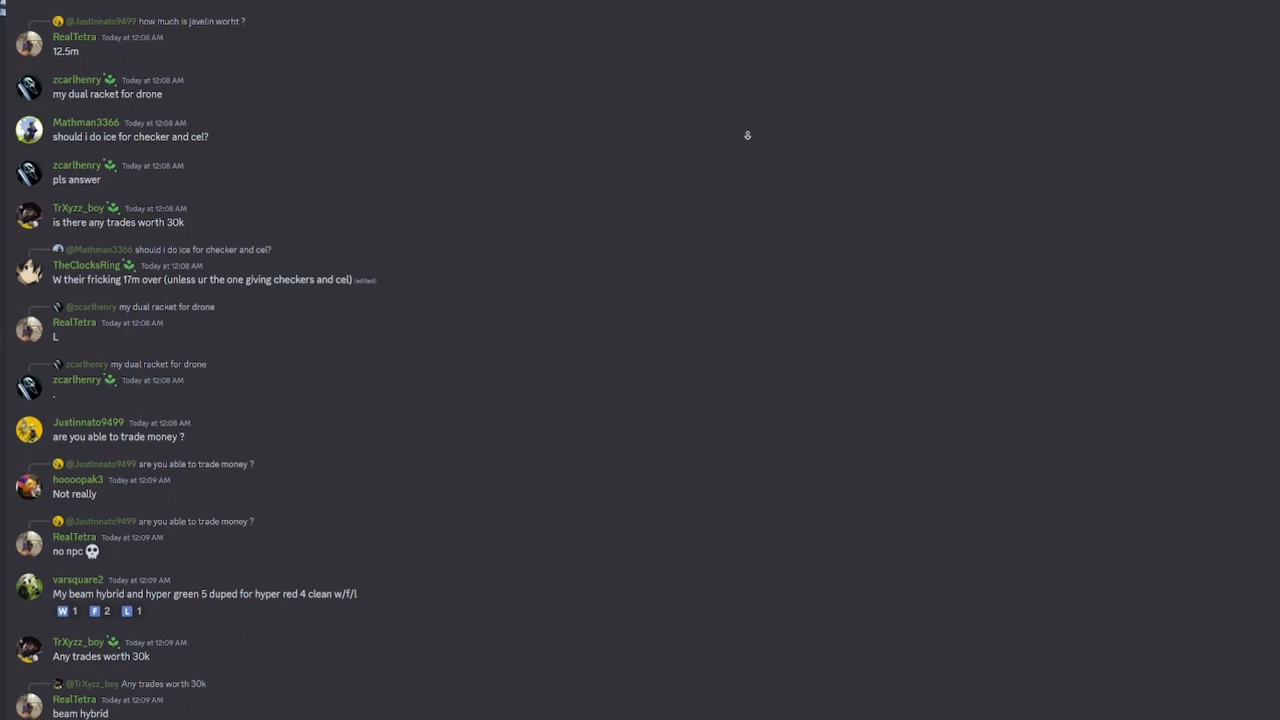 @Justinnato9499 how much is javelin worht ?
RealTetra Today at 12:08 AM
12.5m
zcarlhenry Today at 12:08 AM
my dual racket for drone
Mathman3366 Today at 12:08 AM
should i do ice for checker and cel?
zcarlhenry Today at 12:08 AM
pls answer
TrXyzz_boy Today at 12:08 AM
is there any trades worth 30k
@Mathman3366 should i do ice for checker and cel?
TheClocksRing Today at 12:08 AM
W their fricking 17m over (unless ur the one giving checkers and cel) (edited)
@zcarlhenry my dual racket for drone
RealTetra Today at 12:08 AM
L
zcarlhenry my dual racket for drone
zcarlhenry Today at 12:08 AM
.
Justinnato9499 Today at 12:08 AM
are you able to trade money ?
@Justinnato9499 are you able to trade money ?
hoooopak3 Today at 12:09 AM
Not really
@Justinnato9499 are you able to trade money ?
RealTetra Today at 12:09 AM
no npc 💀
varsquare2 Today at 12:09 AM
My beam hybrid and hyper green 5 duped for hyper red 4 clean w/f/l
W 1 F 2 L 1
TrXyzz_boy Today at 12:09 AM
Any trades worth 30k
@TrXyzz_boy Any trades worth 30k
RealTetra Today at 12:09 AM
beam hybrid